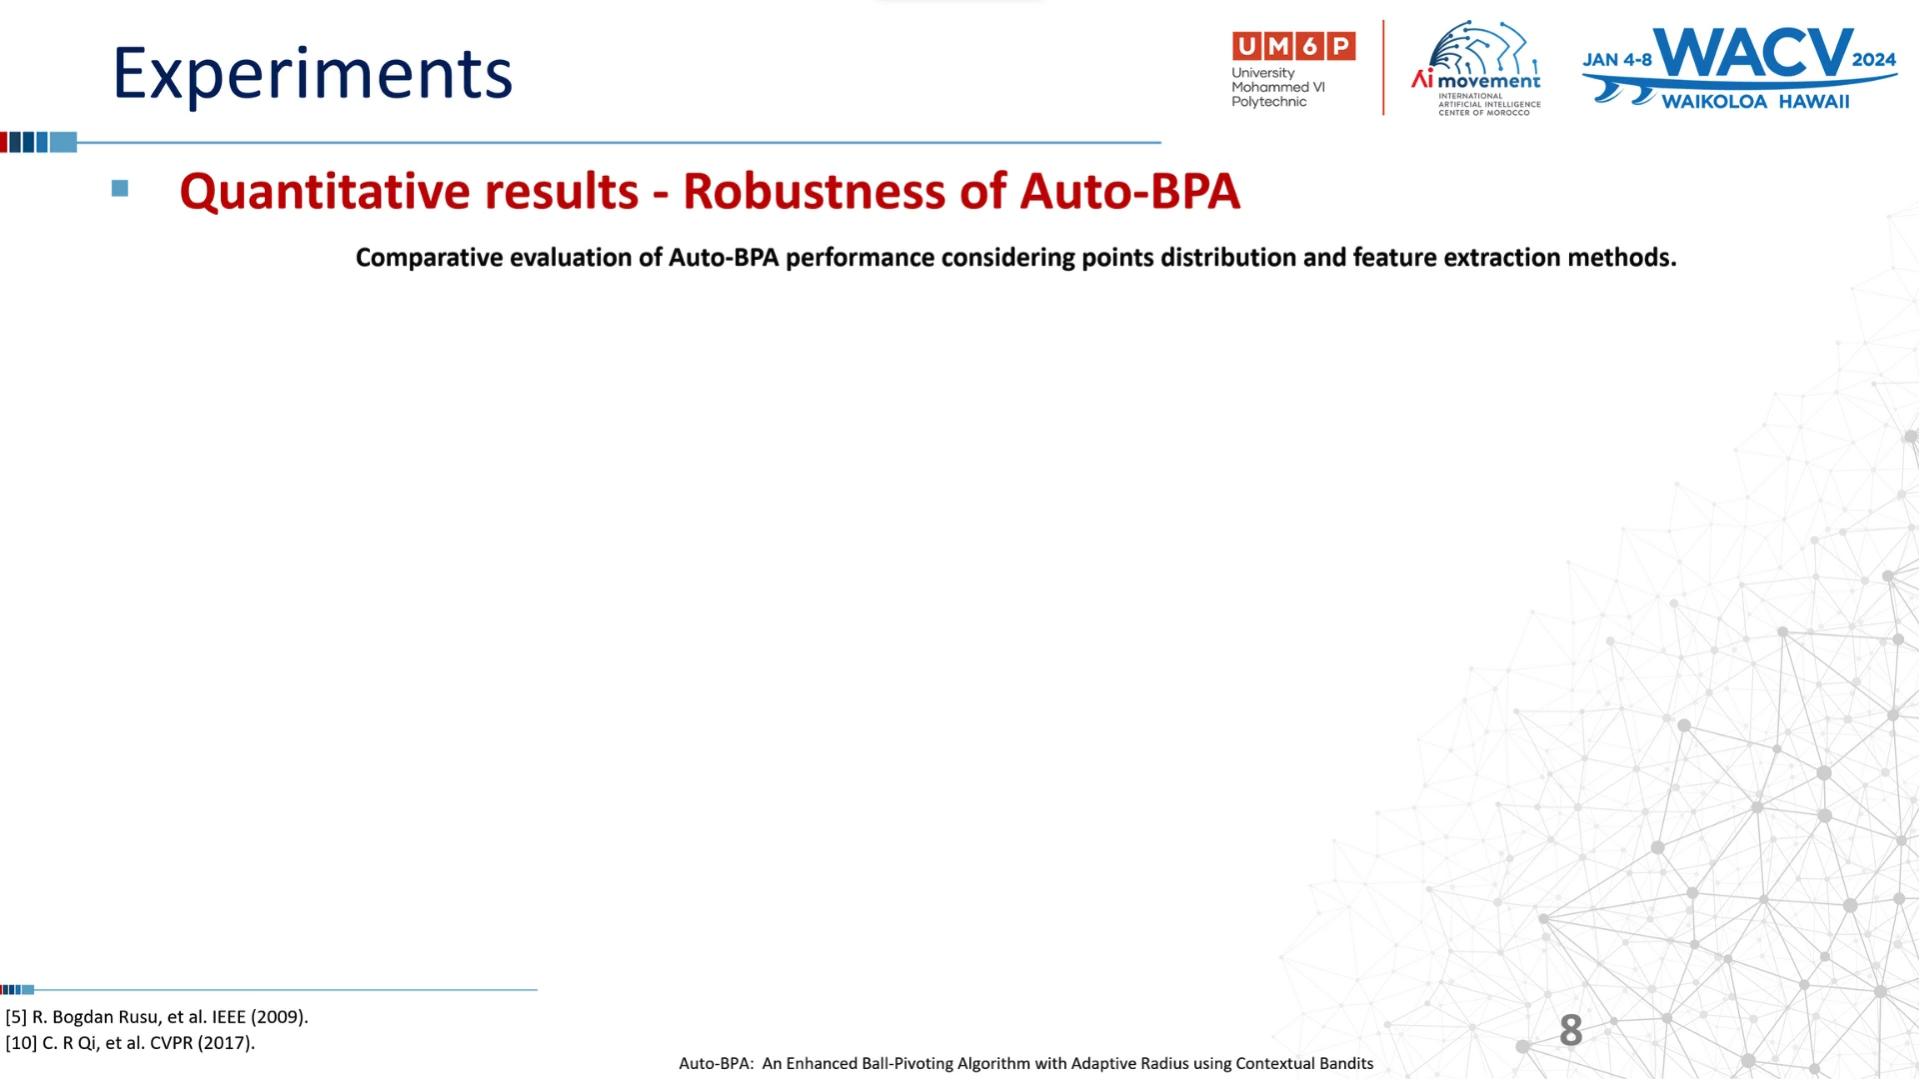 Experiments
UM6P
University
Mohammed VI
Polytechnic
Ai movement
INTERNATIONAL
ARTIFICIAL INTELLIGENCE
CENTER OF MOROCCO
JAN 4-8 WACV 2024
WAIKOLOA HAWAII
Quantitative results - Robustness of Auto-BPA
Comparative evaluation of Auto-BPA performance considering points distribution and feature extraction methods.
[5] R. Bogdan Rusu, et al. IEEE (2009).
[10] C. R Qi, et al. CVPR (2017).
8
Auto-BPA: An Enhanced Ball-Pivoting Algorithm with Adaptive Radius using Contextual Bandits